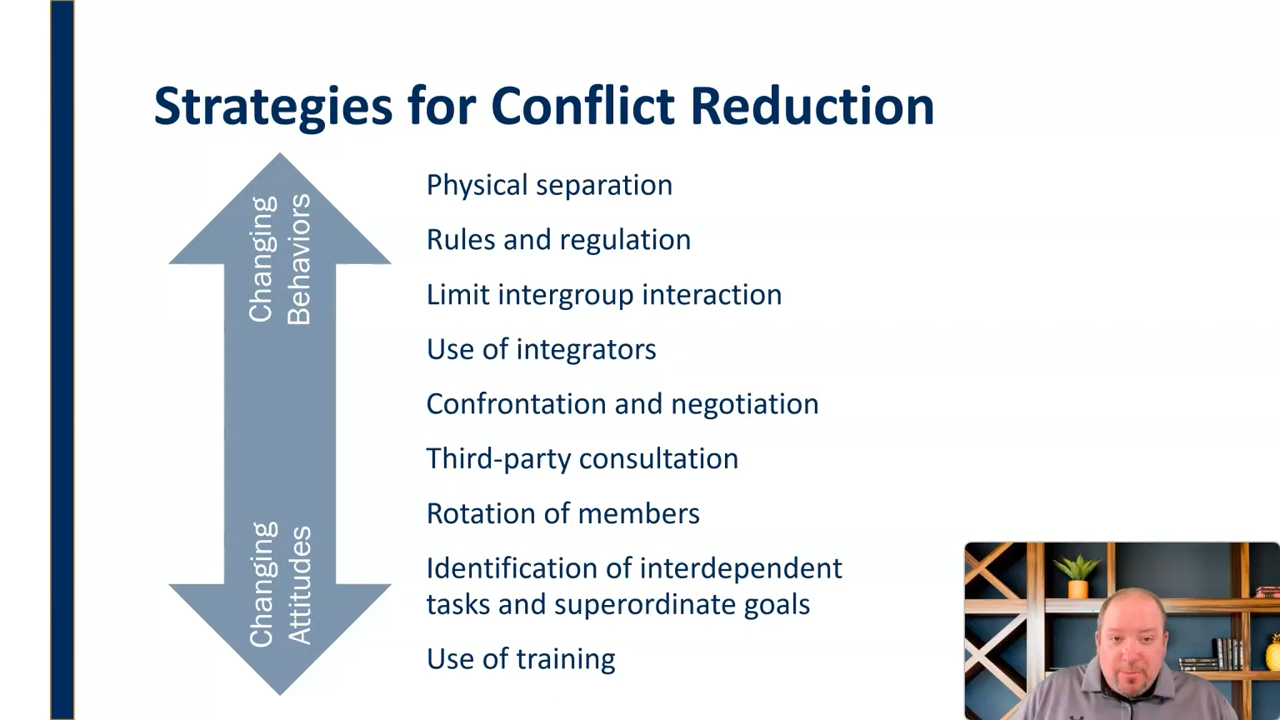 Strategies for Conflict Reduction
Changing
Behaviors
Physical separation
Rules and regulation
Limit intergroup interaction
Use of integrators
Confrontation and negotiation
Third-party consultation
Rotation of members
Identification of interdependent
tasks and superordinate goals
Use of training
Changing
Attitudes